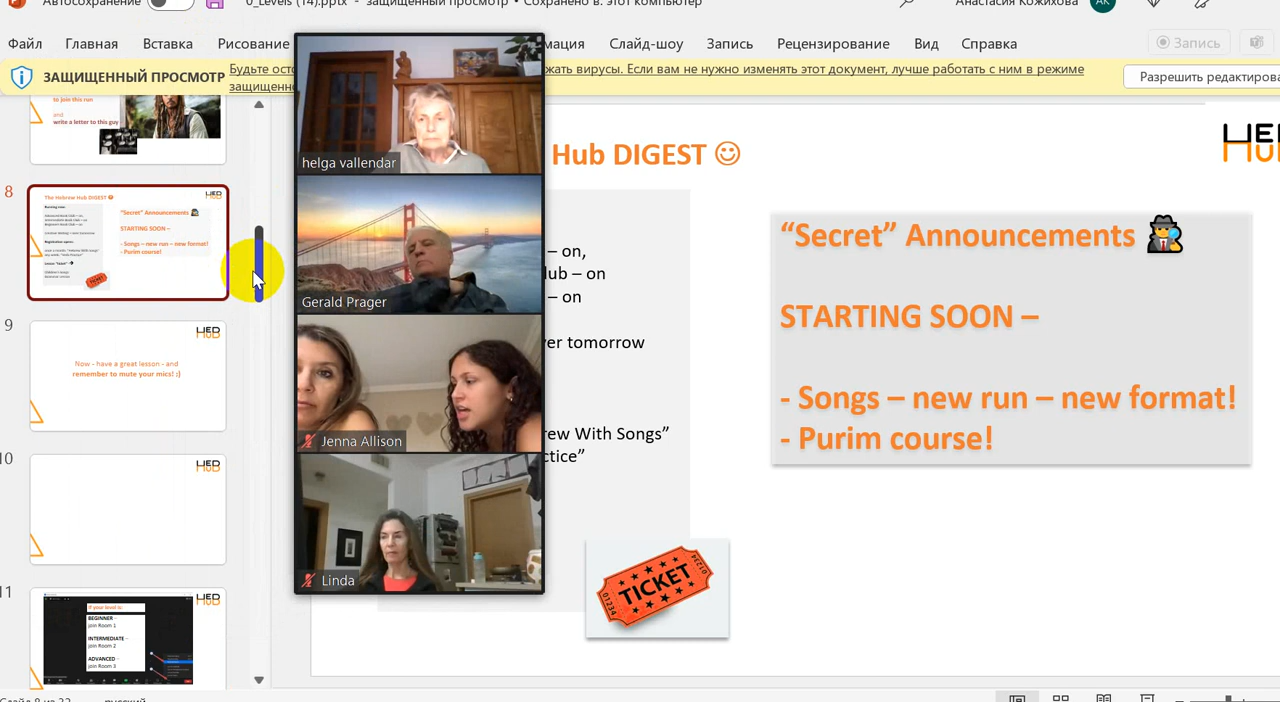 Автосохранение
0_Levels (14).pptx - защищенный просмотр • Сохранено в: этот компьютер
Анастасия Кожихова
АК
Файл Главная Вставка Рисование
Слайд-шоу Запись Рецензирование Вид Справка
Запись
ЗАЩИЩЕННЫЙ ПРОСМОТР
жать вирусы. Если вам не нужно изменять этот документ, лучше работать с ним в режиме
Разрешить редактирова
to join this run
and
write a letter to this guy
8
The Hebrew Hub DIGEST
"Secret" Announcements
STARTING SOON –
- Songs – new run – new format!
- Purim course!
TICKET
9
Now - have a great lesson - and
remember to mute your mics! ;)
10
11
If your level is:
BEGINNER –
join Room 1
INTERMEDIATE –
join Room 2
ADVANCED –
join Room 3
helga vallendar
Gerald Prager
Jenna Allison
Linda
Hub DIGEST ☺
– on,
lub – on
– on
er tomorrow
rew With Songs”
ctice”
TICKET
01234
01234
“Secret” Announcements
STARTING SOON –
- Songs – new run – new format!
- Purim course!